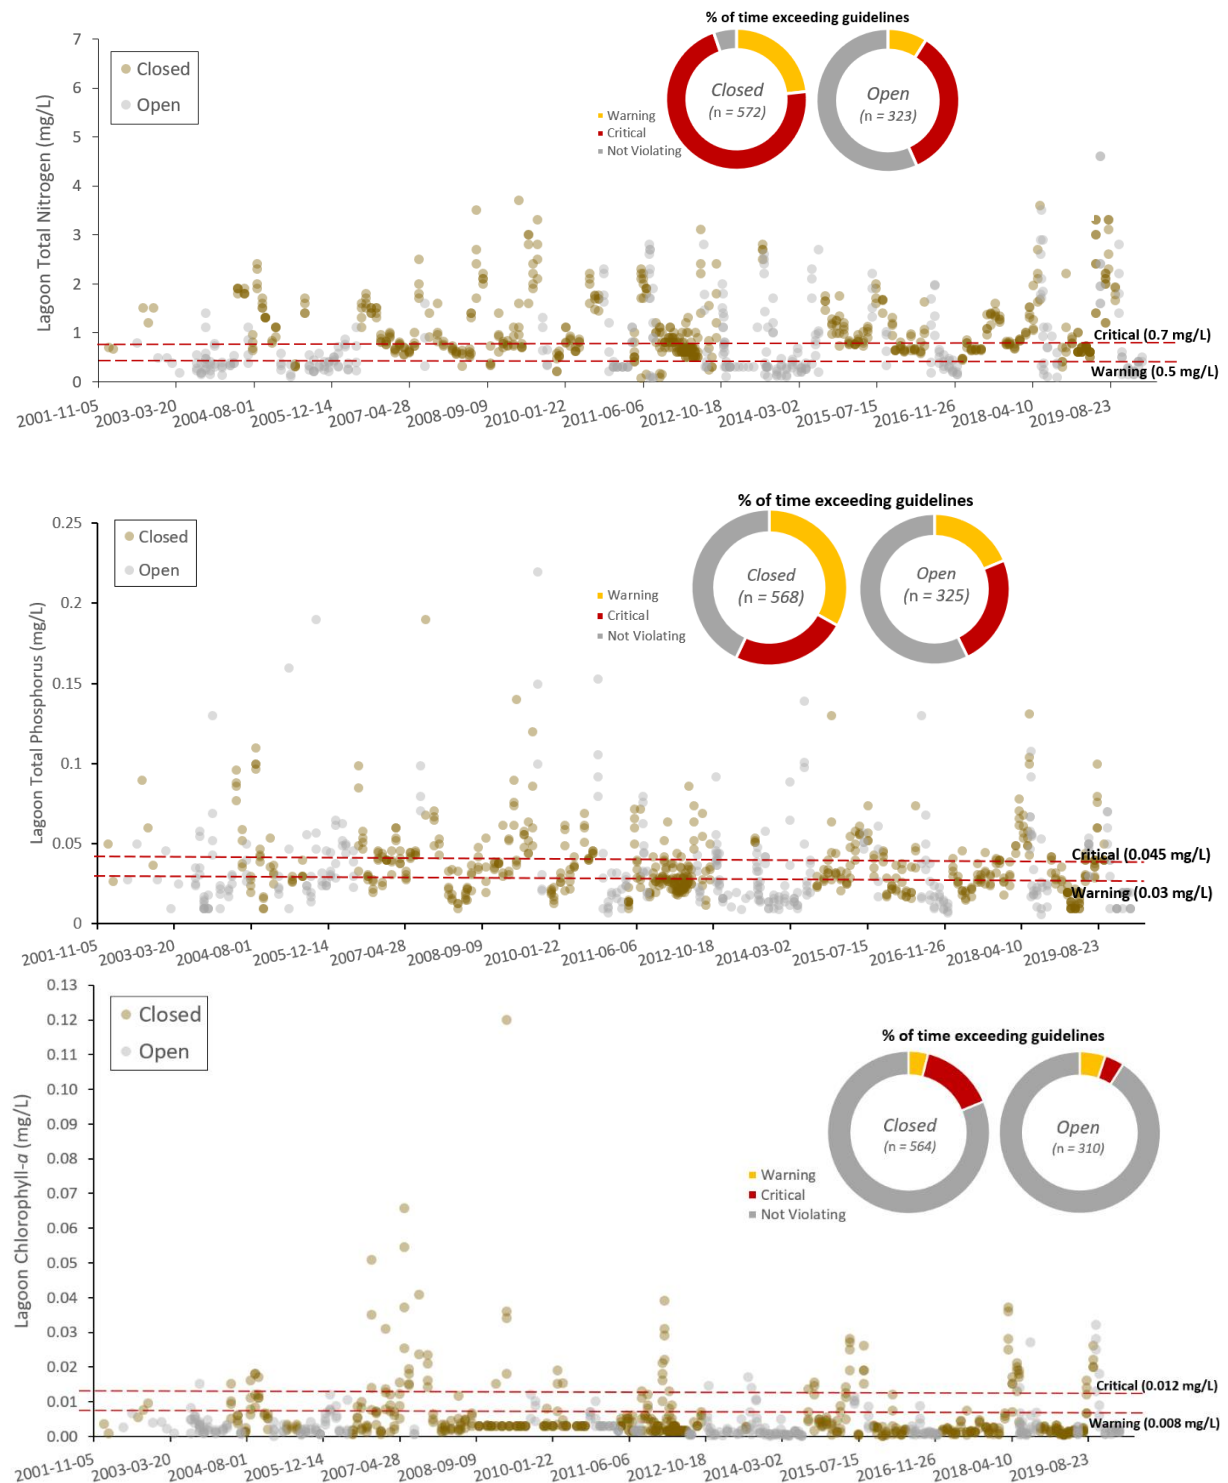 % of time exceeding guidelines
7
6
5
4
3
2
1
0
Lagoon Total Nitrogen (mg/L)
Closed
Open
Warning
Critical
Not Violating
Closed
(n = 572)
Open
(n = 323)
Critical (0.7 mg/L)
Warning (0.5 mg/L)
2001-11-05
2003-03-20
2004-08-01
2005-12-14
2007-04-28
2008-09-09
2010-01-22
2011-06-06
2012-10-18
2014-03-02
2015-07-15
2016-11-26
2018-04-10
2019-08-23
% of time exceeding guidelines
0.25
0.2
0.15
0.1
0.05
0
Lagoon Total Phosphorus (mg/L)
Closed
Open
Warning
Critical
Not Violating
Closed
(n = 568)
Open
(n = 325)
Critical (0.045 mg/L)
Warning (0.03 mg/L)
2001-11-05
2003-03-20
2004-08-01
2005-12-14
2007-04-28
2008-09-09
2010-01-22
2011-06-06
2012-10-18
2014-03-02
2015-07-15
2016-11-26
2018-04-10
2019-08-23
0.13
0.12
0.11
0.10
0.09
0.08
0.07
0.06
0.05
0.04
0.03
0.02
0.01
0.00
Lagoon Chlorophyll-a (mg/L)
Closed
Open
% of time exceeding guidelines
Closed
(n = 564)
Open
(n = 310)
Warning
Critical
Not Violating
Critical (0.012 mg/L)
Warning (0.008 mg/L)
2001-11-05
2003-03-20
2004-08-01
2005-12-14
2007-04-28
2008-09-09
2010-01-22
2011-06-06
2012-10-18
2014-03-02
2015-07-15
2016-11-26
2018-04-10
2019-08-23